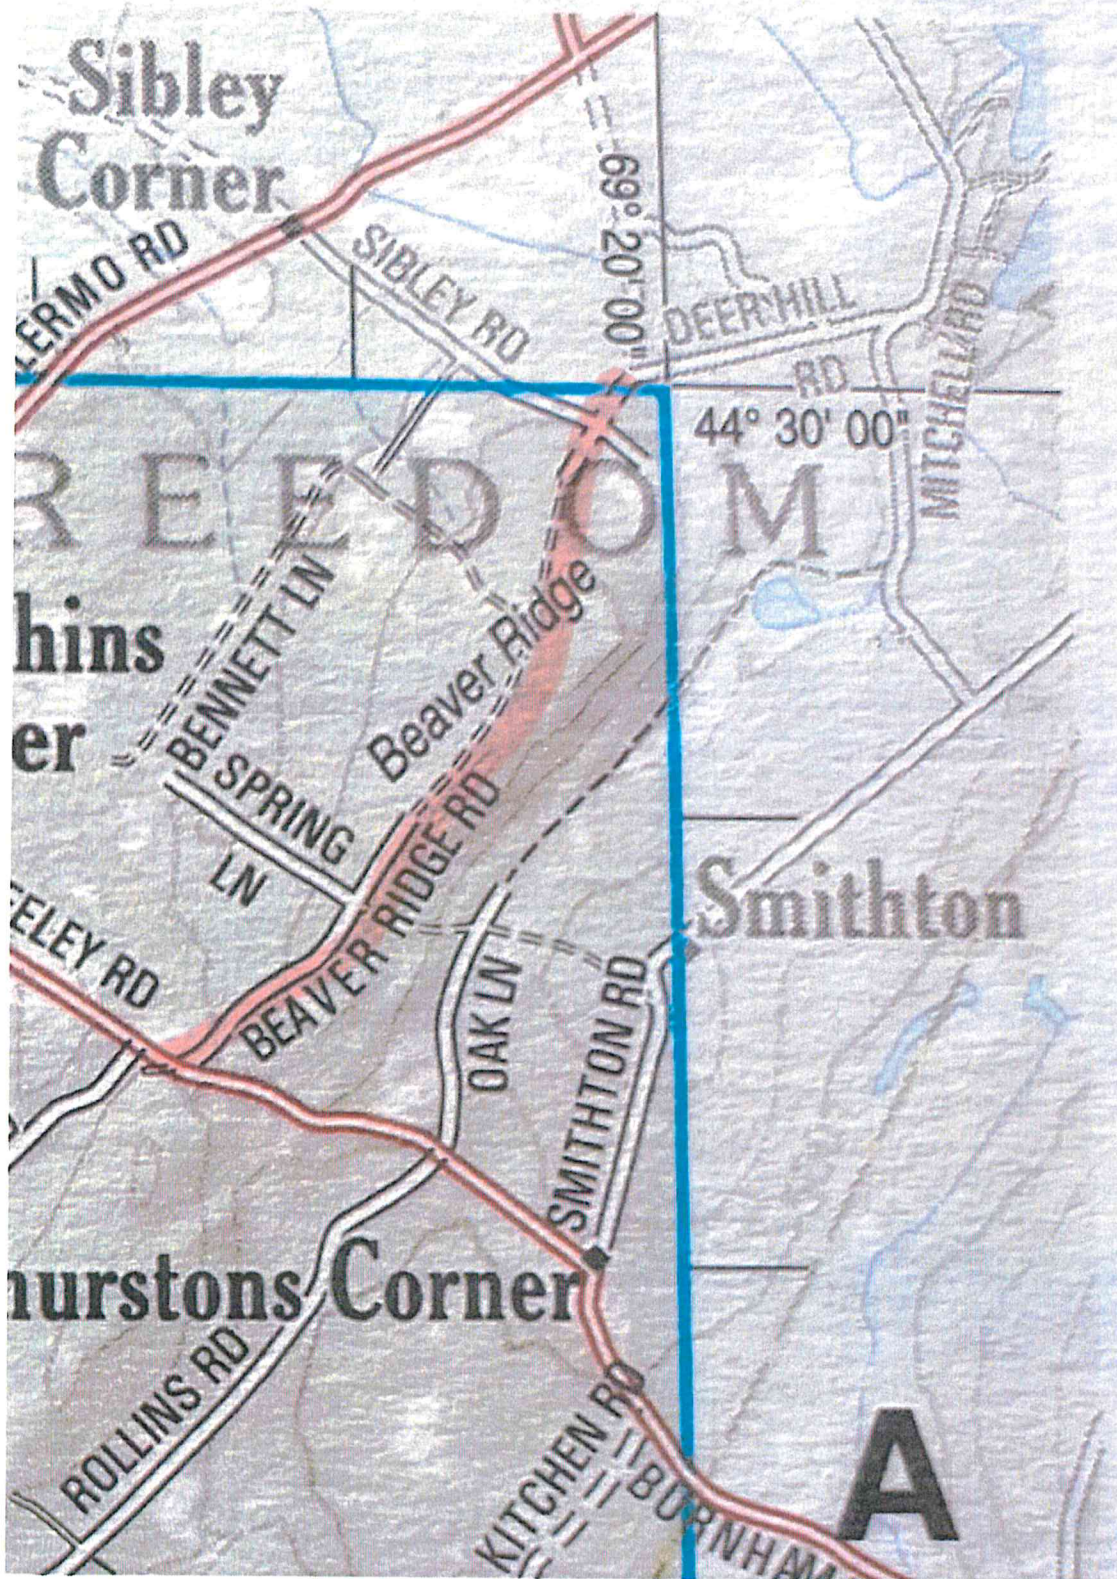 Sibley
Corner
LERMO RD
SIBLEY RD
69° 20' 00"
DEER HILL
RD
MITCHELL RD
44° 30' 00"
REEDOM
hins
er
BENNETT LN
Beaver Ridge
SPRING
LN
BEAVER RIDGE RD
EELEY RD
OAK LN
Smithton
SMITHTON RD
hurstons Corner
ROLLINS RD
KITCHEN RD
BURNHAM
A